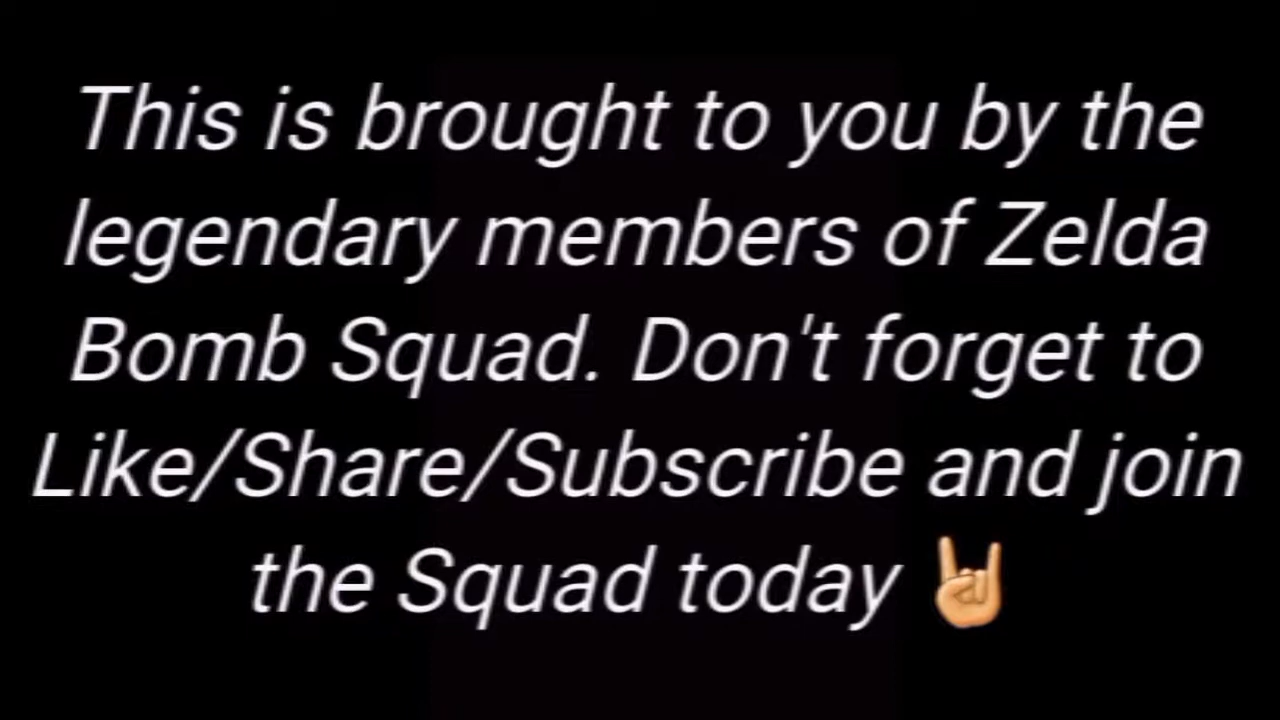 This is brought to you by the
legendary members of Zelda
Bomb Squad. Don't forget to
Like/Share/Subscribe and join
the Squad today 🤘